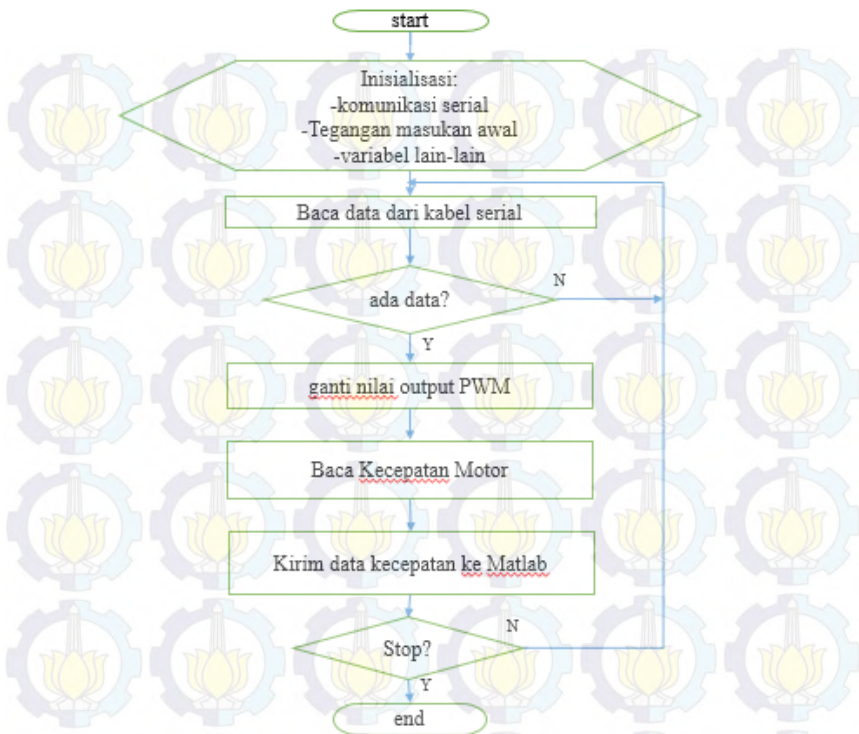 start
Inisialisasi:
-komunikasi serial
-Tegangan masukan awal
-variabel lain-lain
Baca data dari kabel serial
ada data?
N
Y
ganti nilai output PWM
Baca Kecepatan Motor
Kirim data kecepatan ke Matlab
Stop?
N
Y
end